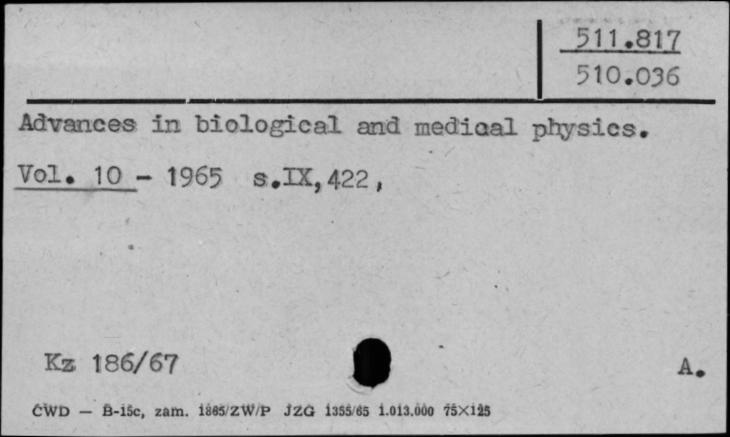 511.817
510.036
Advances in biological and medical physics.
Vol. 10 - 1965 s.IX,422,
Kz 186/67
A.
CWD — B-15c, zam. 1865/ZW/P JZG 1355/65 1.013.000 75×125